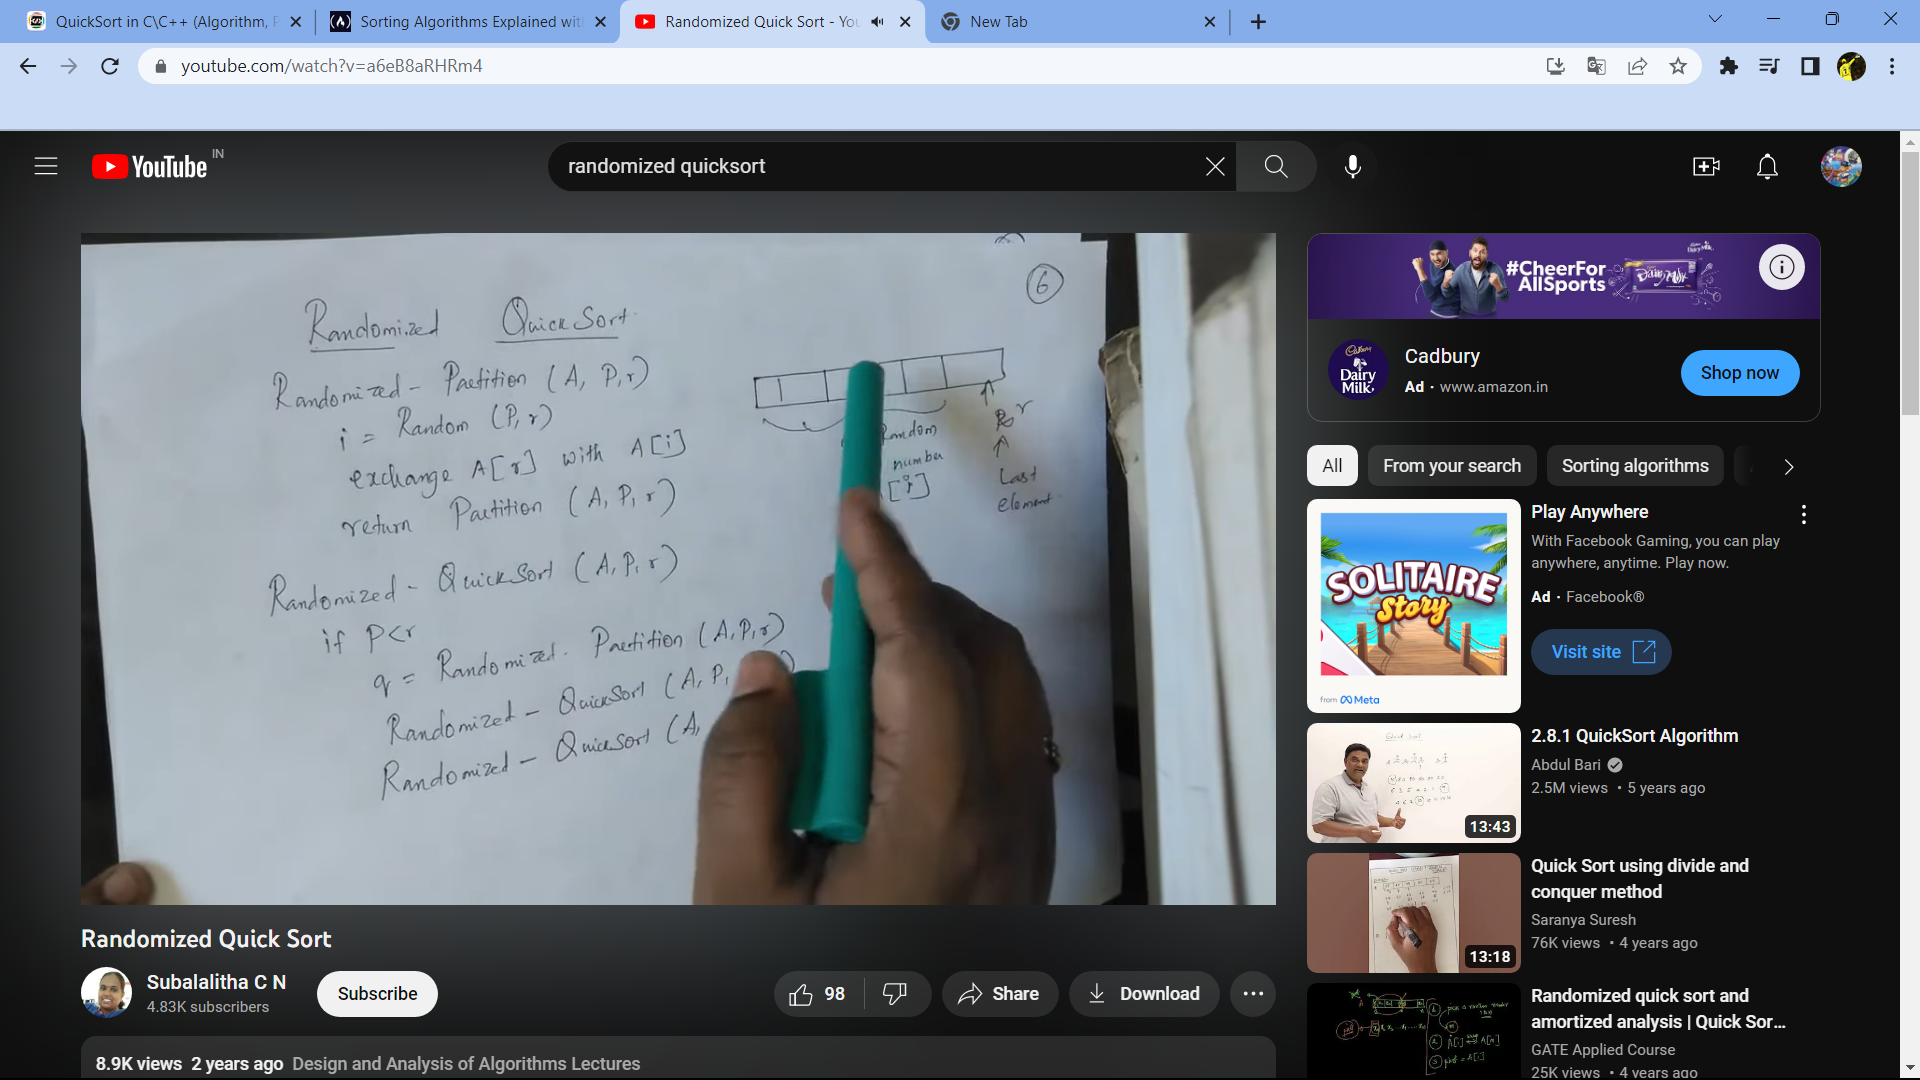 QuickSort in C\C++ (Algorithm, P
Sorting Algorithms Explained wit
Randomized Quick Sort - You
New Tab
youtube.com/watch?v=a6eB8aRHRm4
YouTube IN
randomized quicksort
6
Randomized QuickSort
Randomized - Partition (A, P, r)
i = Random (P, r)
exchange A[r] with A[i]
return Partition (A, P, r)
Randomized - QuickSort (A, P, r)
if P<r
q = Randomized - Partition (A, P, r)
Randomized - QuickSort (A, P,
Randomized - QuickSort (A,
Random
number
[i]
r
Last
element
Randomized Quick Sort
Subalalitha C N
4.83K subscribers
Subscribe
98
Share
Download
8.9K views 2 years ago Design and Analysis of Algorithms Lectures
#CheerFor
AllSports
Dairy Milk
Cadbury
Dairy
Milk
Cadbury
Ad · www.amazon.in
Shop now
All
From your search
Sorting algorithms
SOLITAIRE
Story
from Meta
Play Anywhere
With Facebook Gaming, you can play
anywhere, anytime. Play now.
Ad · Facebook®
Visit site
13:43
2.8.1 QuickSort Algorithm
Abdul Bari
2.5M views • 5 years ago
13:18
Quick Sort using divide and
conquer method
Saranya Suresh
76K views • 4 years ago
Randomized quick sort and
amortized analysis | Quick Sor...
GATE Applied Course
25K views • 4 years ago